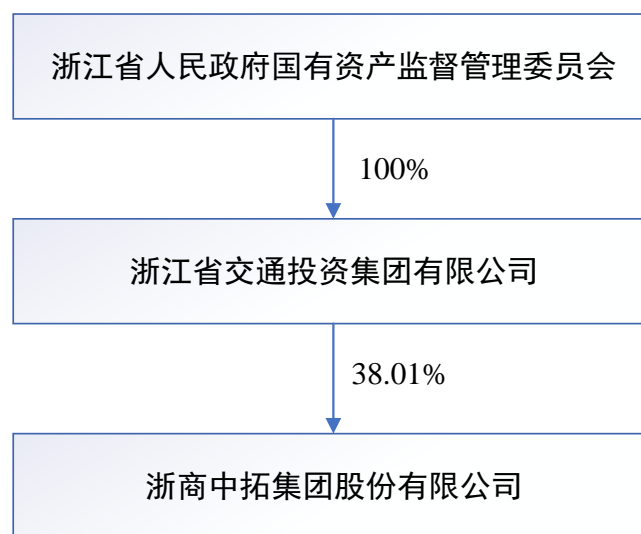 浙江省人民政府国有资产监督管理委员会
100%
浙江省交通投资集团有限公司
38.01%
浙商中拓集团股份有限公司